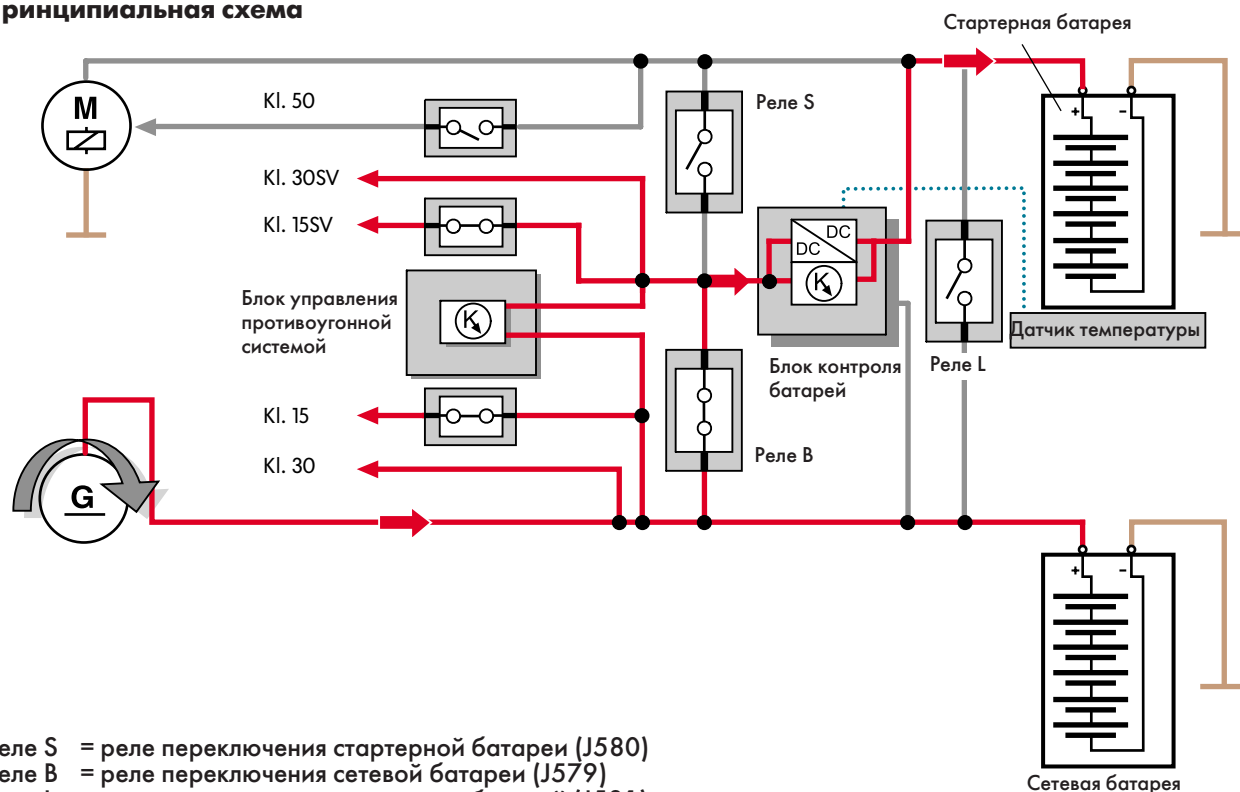 ринципиальная схема
Стартерная батарея
M
Kl. 50
Реле S
Kl. 30SV
Kl. 15SV
DC
DC
+ -
Блок управления
противоугонной
системой
K
K
Датчик температуры
Блок контроля
батарей
Реле L
Kl. 15
Реле B
Kl. 30
G
+ -
еле S = реле переключения стартерной батареи (J580)
еле B = реле переключения сетевой батареи (J579)
Сетевая батарея